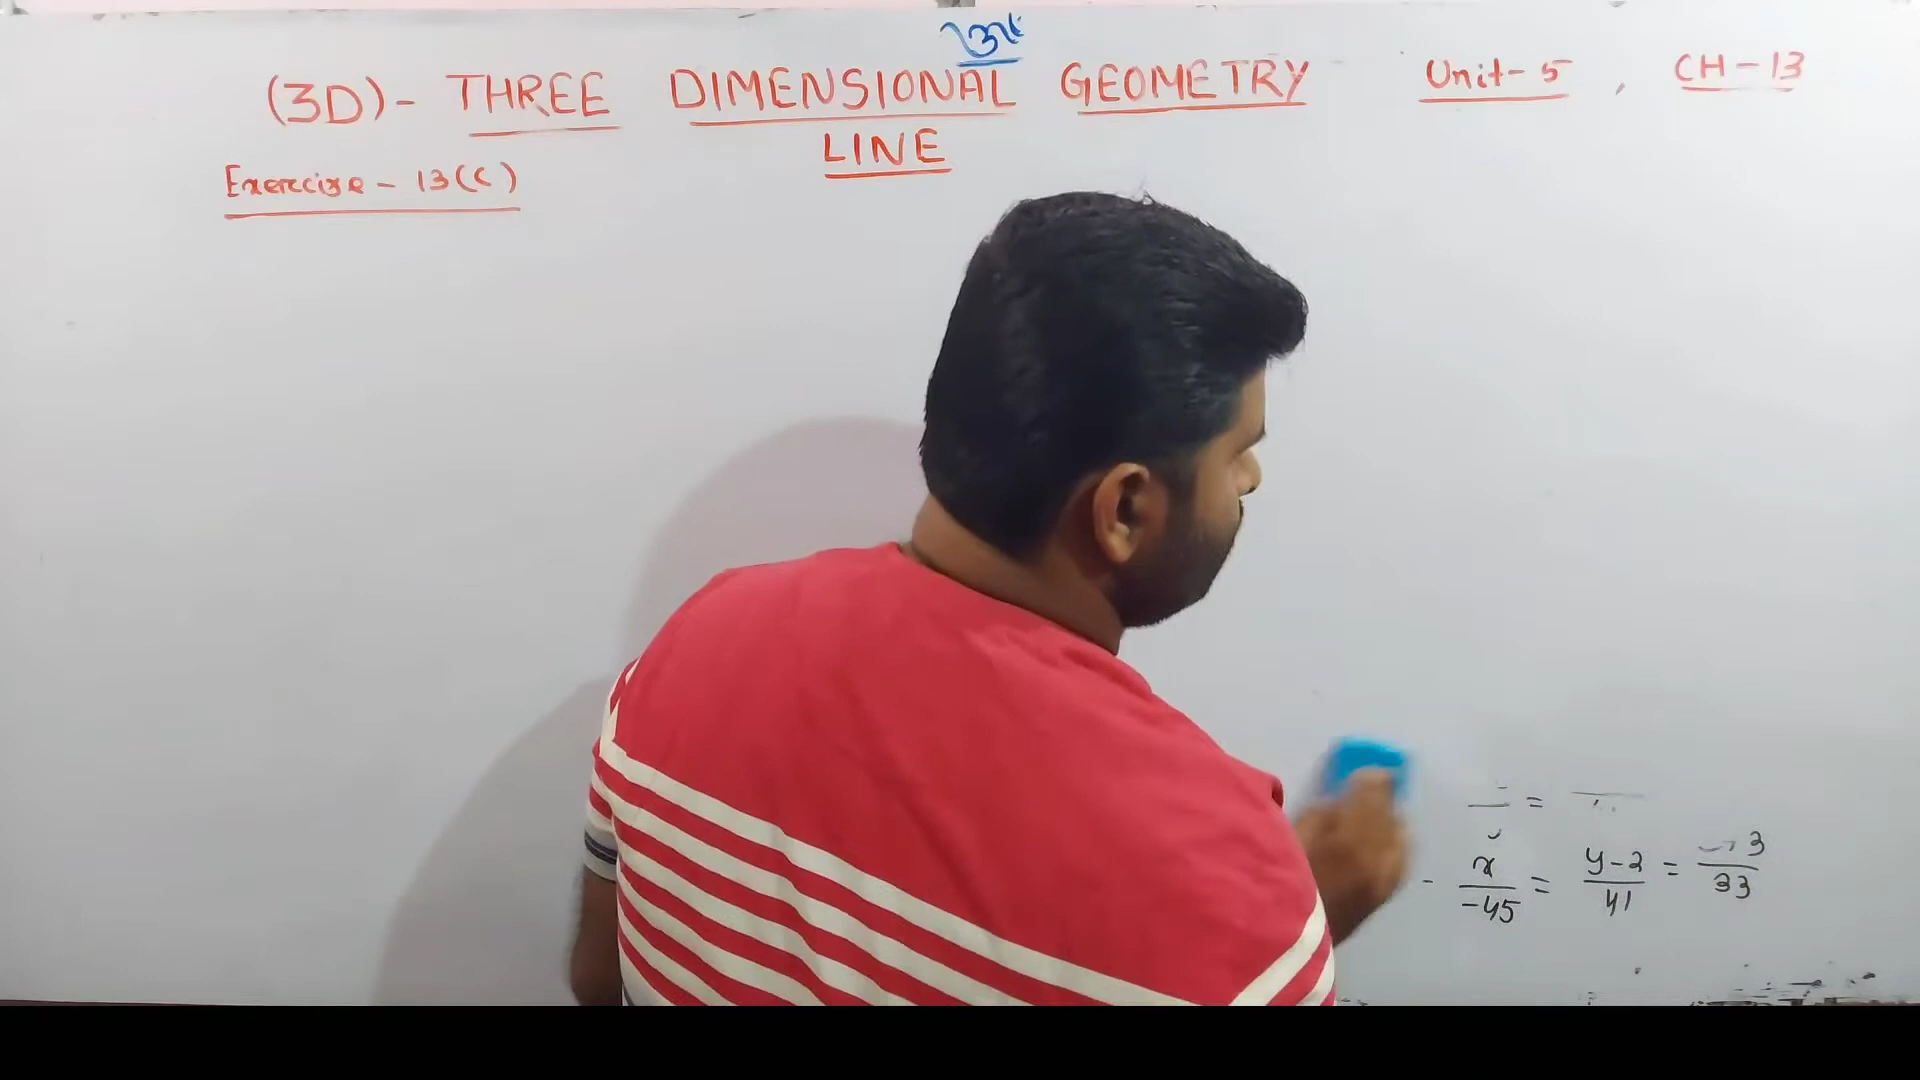 (3D)- THREE DIMENSIONAL GEOMETRY Unit-5 , CH-13
LINE
Exercise - 13(C)
x/-45 = y-2/41 = 3/33